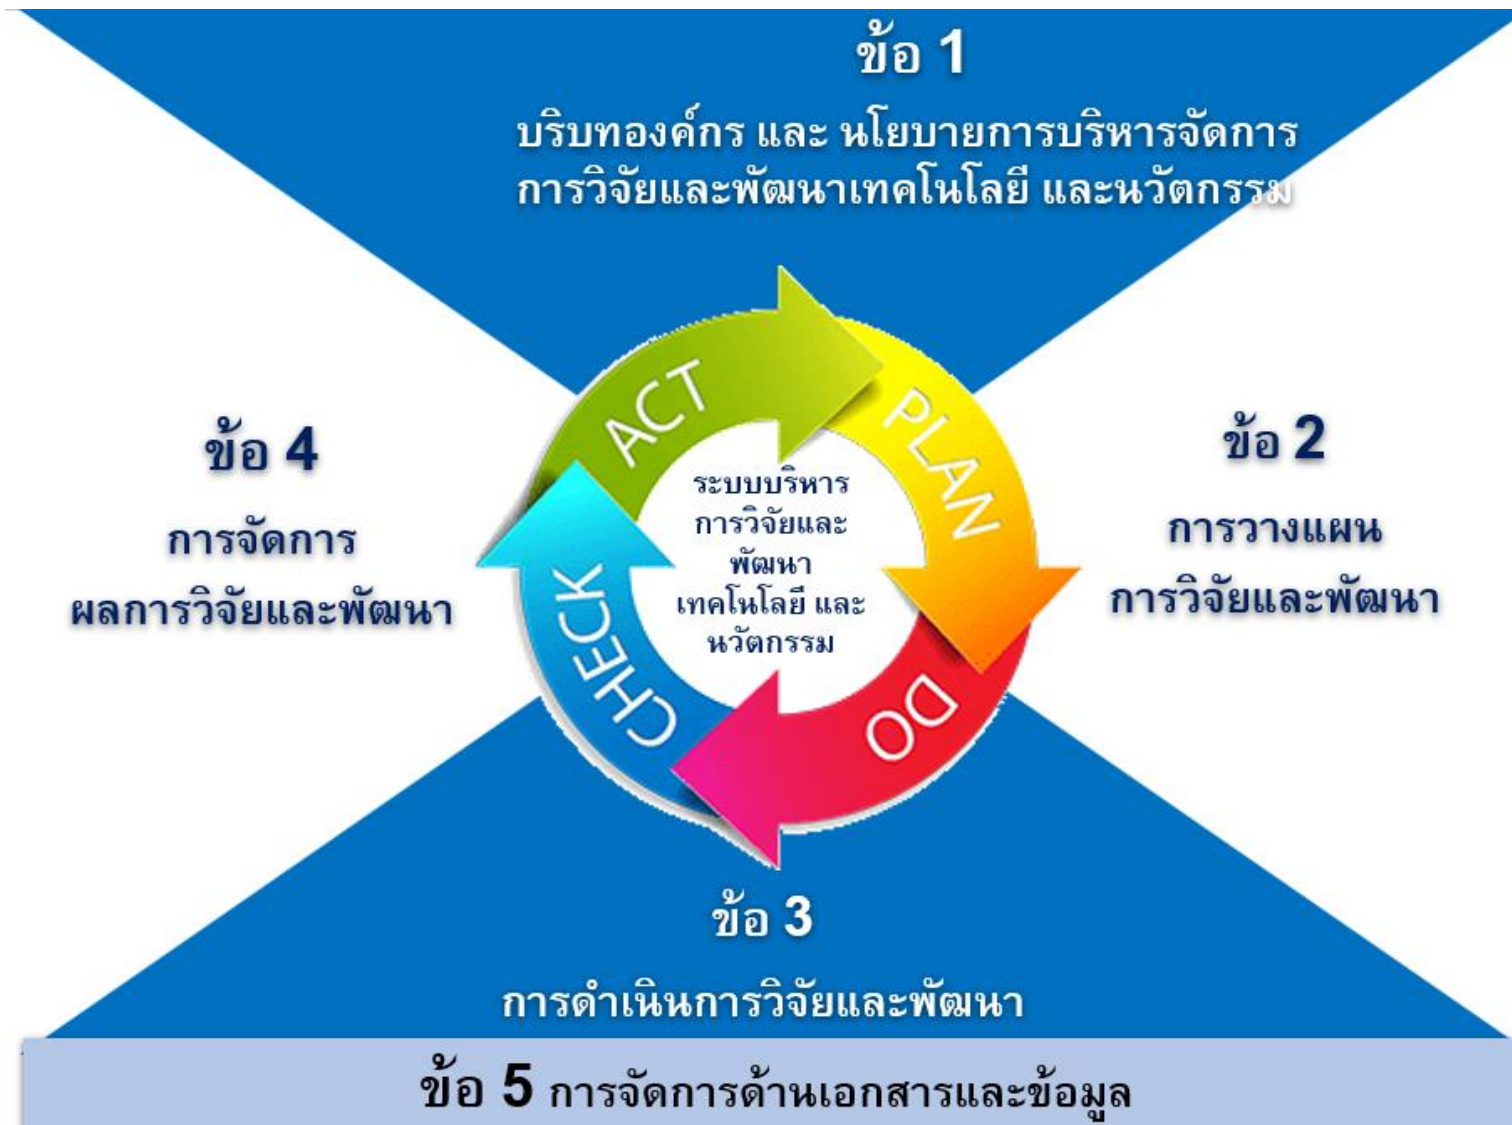 ข้อ 1
บริบทองค์กร และ นโยบายการบริหารจัดการ
การวิจัยและพัฒนาเทคโนโลยี และนวัตกรรม
ACT
PLAN
ข้อ 4
การจัดการ
ผลการวิจัยและพัฒนา
ระบบบริหาร
การวิจัยและ
พัฒนา
เทคโนโลยี และ
นวัตกรรม
ข้อ 2
การวางแผน
การวิจัยและพัฒนา
CHECK
DO
ข้อ 3
การดำเนินการวิจัยและพัฒนา
ข้อ 5 การจัดการด้านเอกสารและข้อมูล